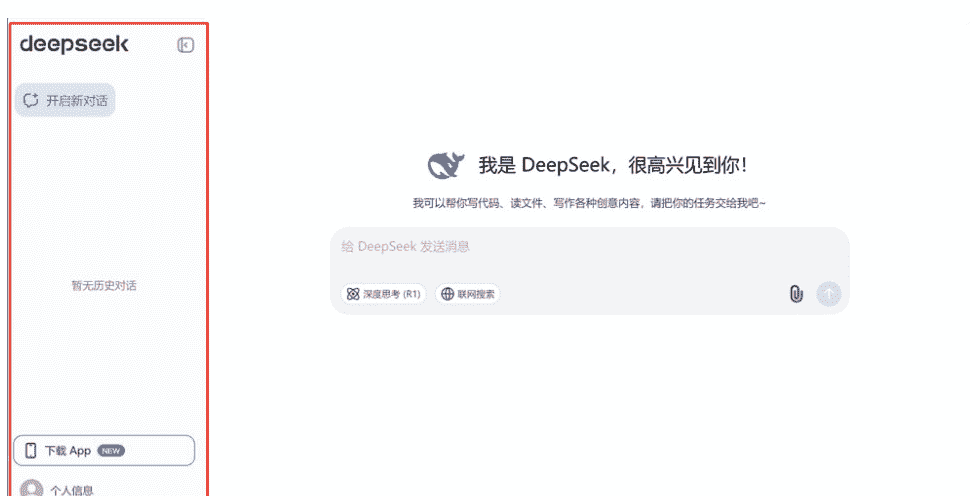 deepseek
开启新对话
暂无历史对话
下载 App NEW
个人信息
我是 DeepSeek，很高兴见到你！
我可以帮你写代码、读文件、写作各种创意内容，请把你的任务交给我吧~
给 DeepSeek 发送消息
深度思考 (R1) 联网搜索